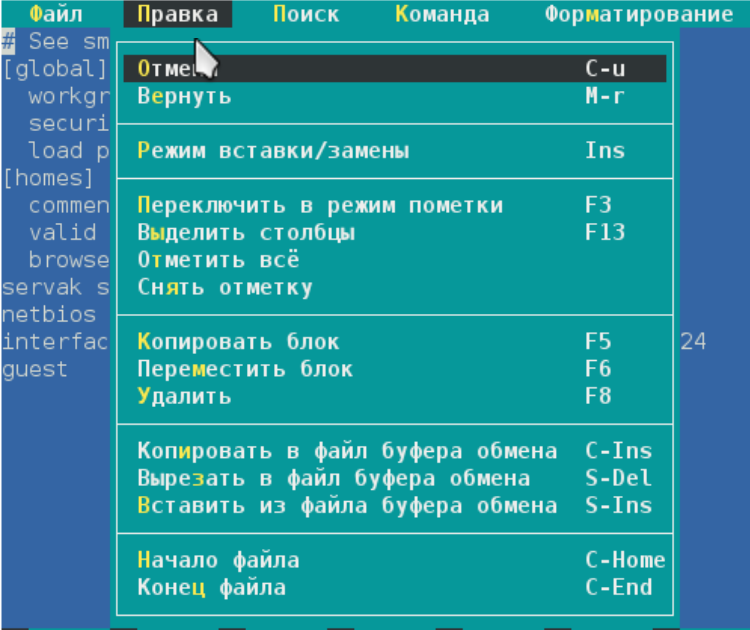 Файл Правка Поиск Команда Форматирование
# See sm
[global]
Отмени C-u
workgr Вернуть M-r
securi
load p Режим вставки/замены Ins
[homes]
commen Переключить в режим пометки F3
valid Выделить столбцы F13
browse Отметить всё
servak s Снять отметку
netbios
interfac Копировать блок F5 24
guest Переместить блок F6
Удалить F8
Копировать в файл буфера обмена C-Ins
Вырезать в файл буфера обмена S-Del
Вставить из файла буфера обмена S-Ins
Начало файла C-Home
Конец файла C-End